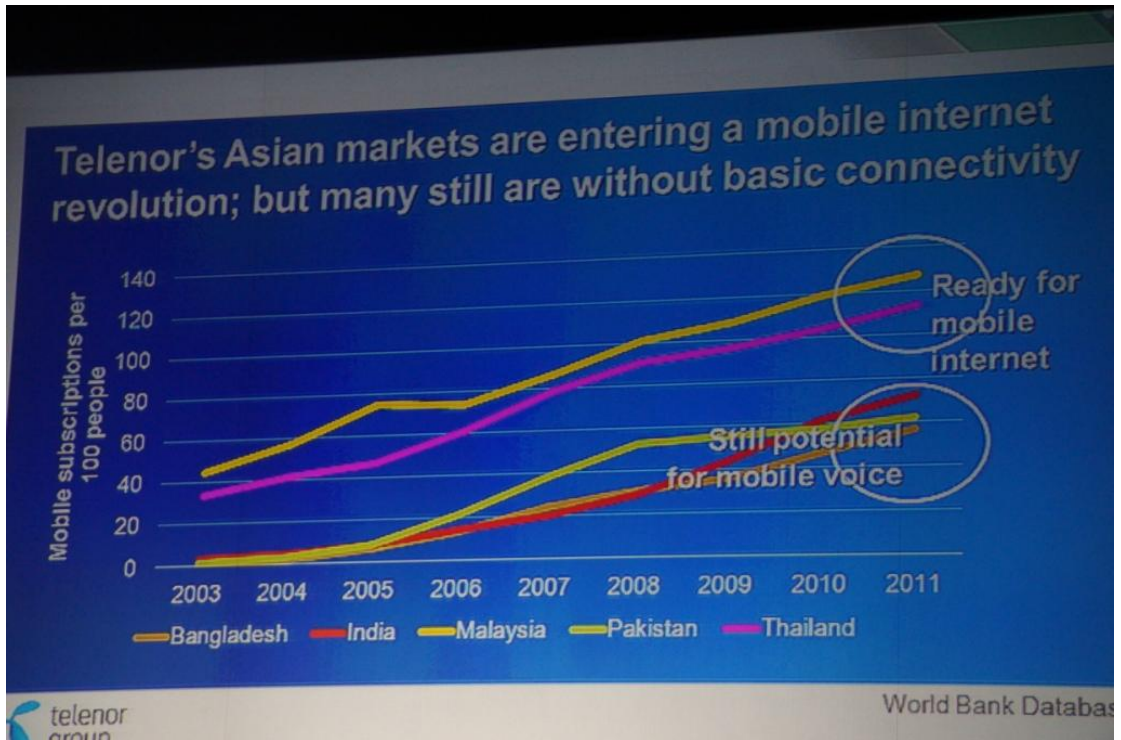 Telenor's Asian markets are entering a mobile internet
revolution; but many still are without basic connectivity
Mobile subscriptions per
100 people
140
120
100
80
60
40
20
0
Ready for
mobile
internet
Still potential
for mobile voice
2003 2004 2005 2006 2007 2008 2009 2010 2011
Bangladesh India Malaysia Pakistan Thailand
telenor
group
World Bank Databas